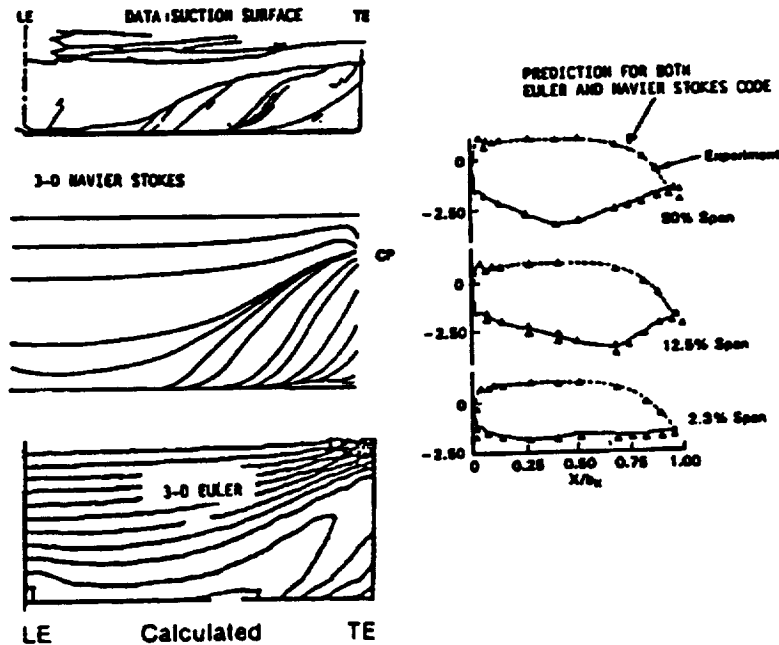 LE DATA:SUCTION SURFACE TE
3-D NAVIER STOKES
CP
3-D EULER
LE Calculated TE
PREDICTION FOR BOTH
EULER AND NAVIER STOKES CODE
Experiment
0
-2.50
90% Span
0
-2.50
12.5% Span
0
-2.50
2.3% Span
0 0.25 0.50 0.75 1.00
X/bx